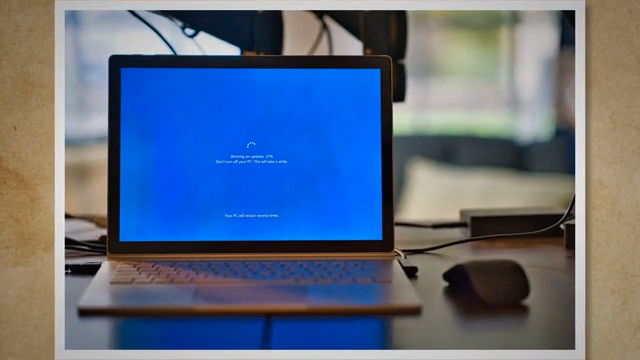 Working on updates 27%
Don't turn off your PC. This will take a while
Your PC will restart several times